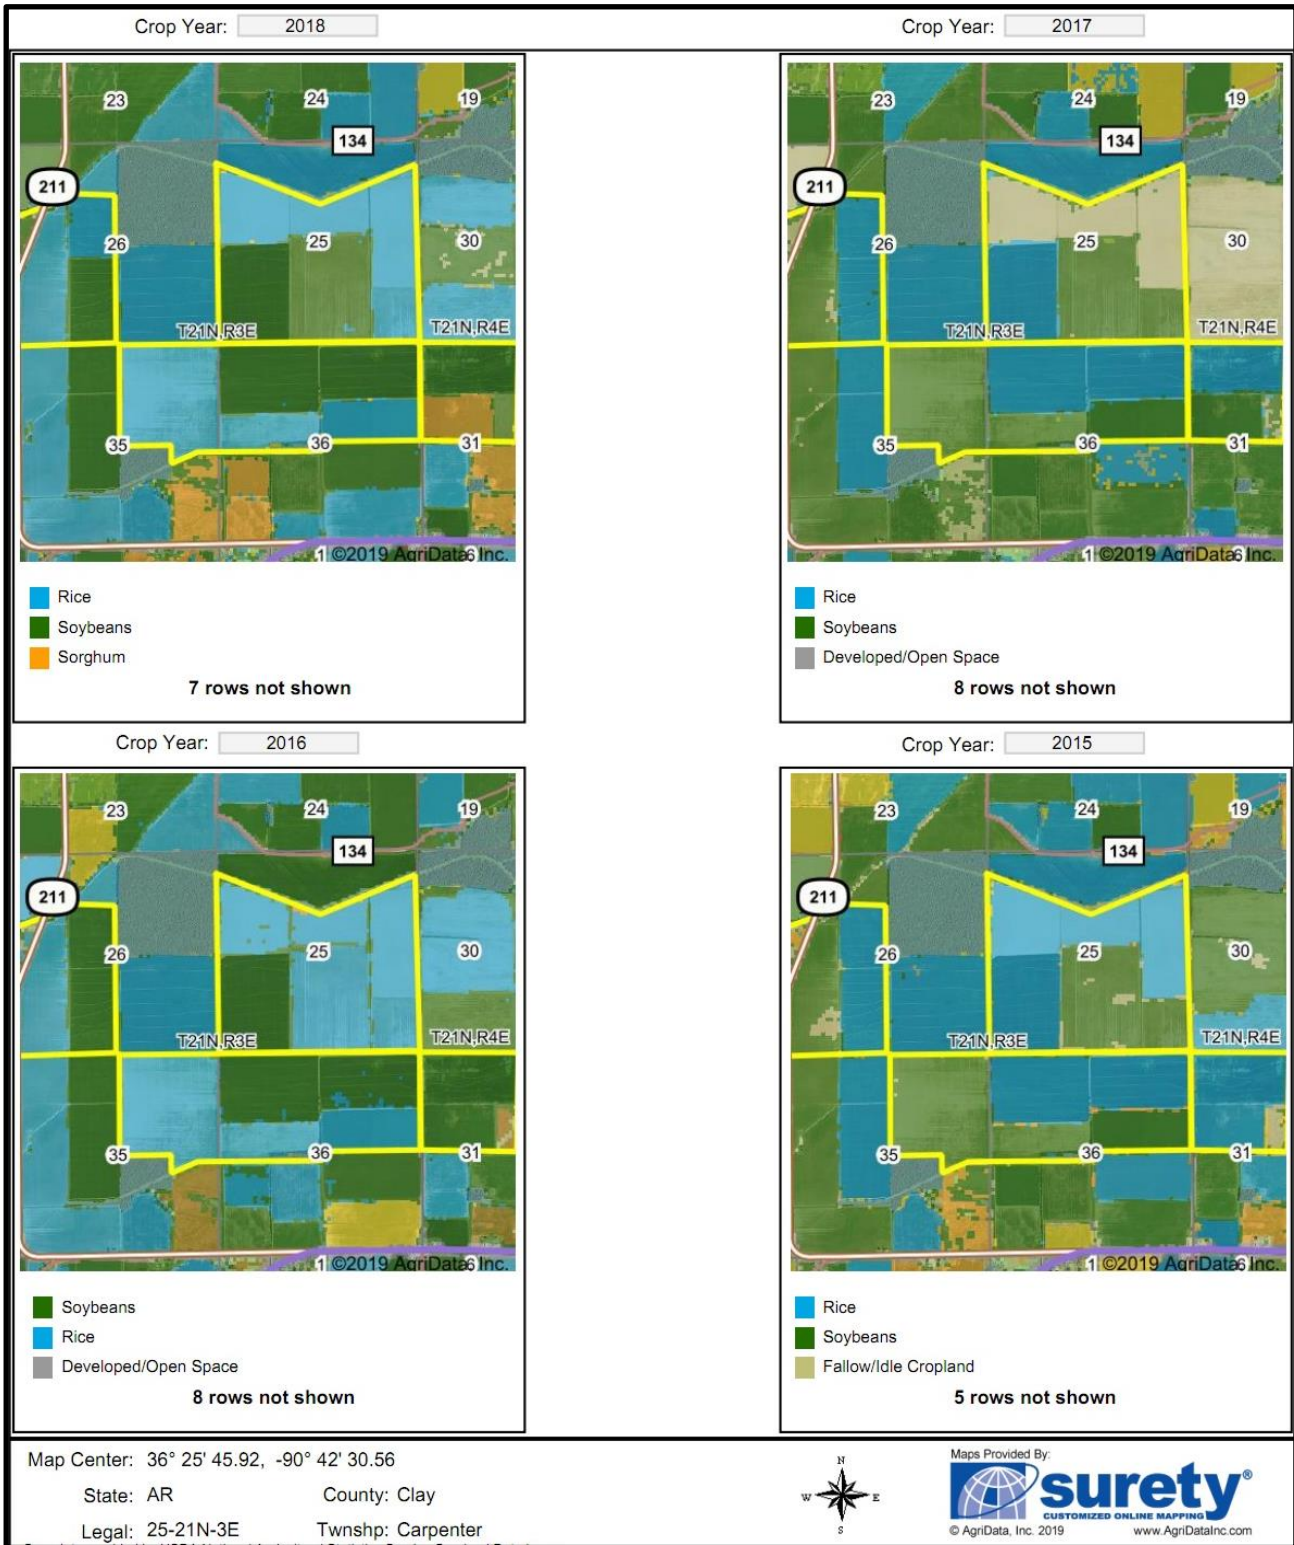 Crop Year: 2018
Crop Year: 2017
23
24
19
134
211
26
25
30
T21N,R3E
T21N,R4E
35
36
31
1 ©2019 AgriData, Inc.
6
23
24
19
134
211
26
25
30
T21N,R3E
T21N,R4E
35
36
31
1 ©2019 AgriData, Inc.
6
Rice
Soybeans
Sorghum
7 rows not shown
Rice
Soybeans
Developed/Open Space
8 rows not shown
Crop Year: 2016
Crop Year: 2015
23
24
19
134
211
26
25
30
T21N,R3E
T21N,R4E
35
36
31
1 ©2019 AgriData, Inc.
6
23
24
19
134
211
26
25
30
T21N,R3E
T21N,R4E
35
36
31
1 ©2019 AgriData, Inc.
6
Soybeans
Rice
Developed/Open Space
8 rows not shown
Rice
Soybeans
Fallow/Idle Cropland
5 rows not shown
Map Center: 36° 25' 45.92, -90° 42' 30.56
State: AR County: Clay
Legal: 25-21N-3E Twnshp: Carpenter
N
W E
S
Maps Provided By:
surety®
CUSTOMIZED ONLINE MAPPING
© AgriData, Inc. 2019 www.AgriDataInc.com